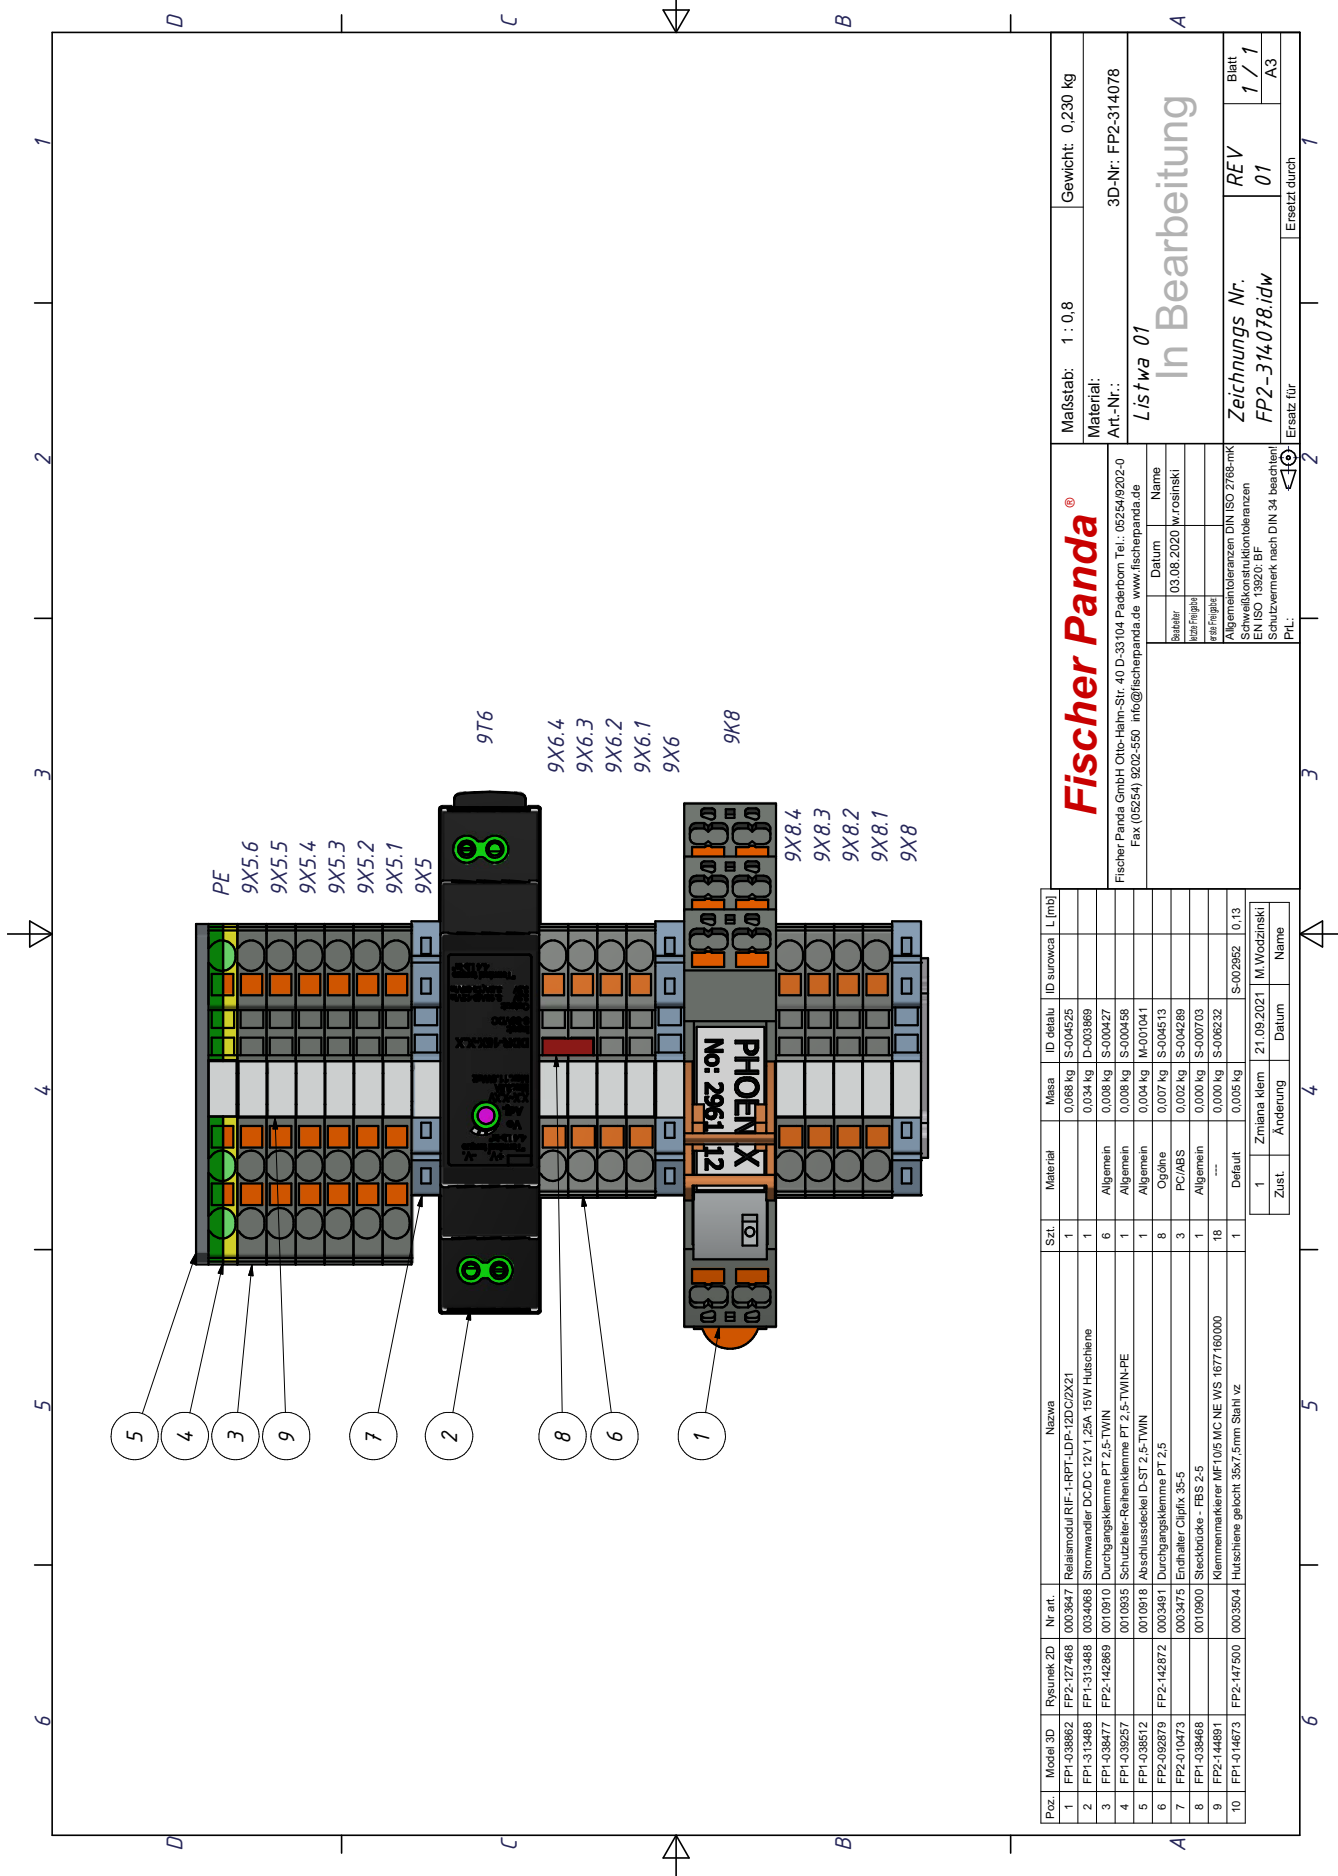 6 5 4 3 2 1
D
C
B
A
6 5 4 3 2 1
D
C
B
A
5
4
3
9
7
2
8
6
1
PE
9X5.6
9X5.5
9X5.4
9X5.3
9X5.2
9X5.1
9X5
9T6
9X6.4
9X6.3
9X6.2
9X6.1
9X6
9K8
9X8.4
9X8.3
9X8.2
9X8.1
9X8
PHOEN X
No: 2961 12
Poz. Model 3D Rysunek 2D Nr art. Nazwa Szt. Materiał Masa ID detalu ID surowca L [mb]
1 FP1-038862 FP2-127468 0003647 Relaismodul RIF-1-RPT-LDP-12DC/2X21 1 0,068 kg S-004525
2 FP1-313488 FP1-313488 0034068 Stromwandler DC/DC 12V 1,25A 15W Hutschiene 1 0,034 kg D-003869
3 FP1-038477 FP2-142869 0010910 Durchgangsklemme PT 2,5-TWIN 6 Allgemein 0,008 kg S-000427
4 FP1-039257 0010935 Schutzleiter-Reihenklemme PT 2,5-TWIN-PE 1 Allgemein 0,008 kg S-000458
5 FP1-038512 0010918 Abschlussdeckel D-ST 2,5-TWIN 1 Allgemein 0,004 kg M-001041
6 FP2-092879 FP2-142872 0003491 Durchgangsklemme PT 2,5 8 Ogólne 0,007 kg S-004513
7 FP2-010473 0003475 Endhalter Clipfix 35-5 3 PC/ABS 0,002 kg S-004289
8 FP1-038468 0010900 Steckbrücke - FBS 2-5 1 Allgemein 0,000 kg S-000703
9 FP2-144891 Klemmenmarkierer MF10/5 MC NE WS 1677160000 18 --- 0,000 kg S-006232
10 FP1-014673 FP2-147500 0003504 Hutschiene gelocht 35x7,5mm Stahl vz 1 Default 0,005 kg S-002952 0,13
1 Zmiana klem 21.09.2021 M.Wodzinski
Zust. Änderung Datum Name
Fischer Panda ®
Fischer Panda GmbH Otto-Hahn-Str. 40 D-33104 Paderborn Tel.: 05254/9202-0
Fax (05254) 9202-550 info@fischerpanda.de www.fischerpanda.de
Datum Name
Bearbeiter 03.08.2020 w.rosinski
letzte Freigabe
erste Freigabe
Allgemeintoleranzen DIN ISO 2768-mK
Schweißkonstruktiontoleranzen
EN ISO 13920: BF
Schutzvermerk nach DIN 34 beachten!
PrL:
Maßstab: 1 : 0,8 Gewicht: 0,230 kg
Material:
Art.-Nr.: 3D-Nr: FP2-314078
Listwa 01
In Bearbeitung
Zeichnungs Nr.
FP2-314078.idw
REV
01
Blatt
1 / 1
A3
Ersatz für Ersetzt durch